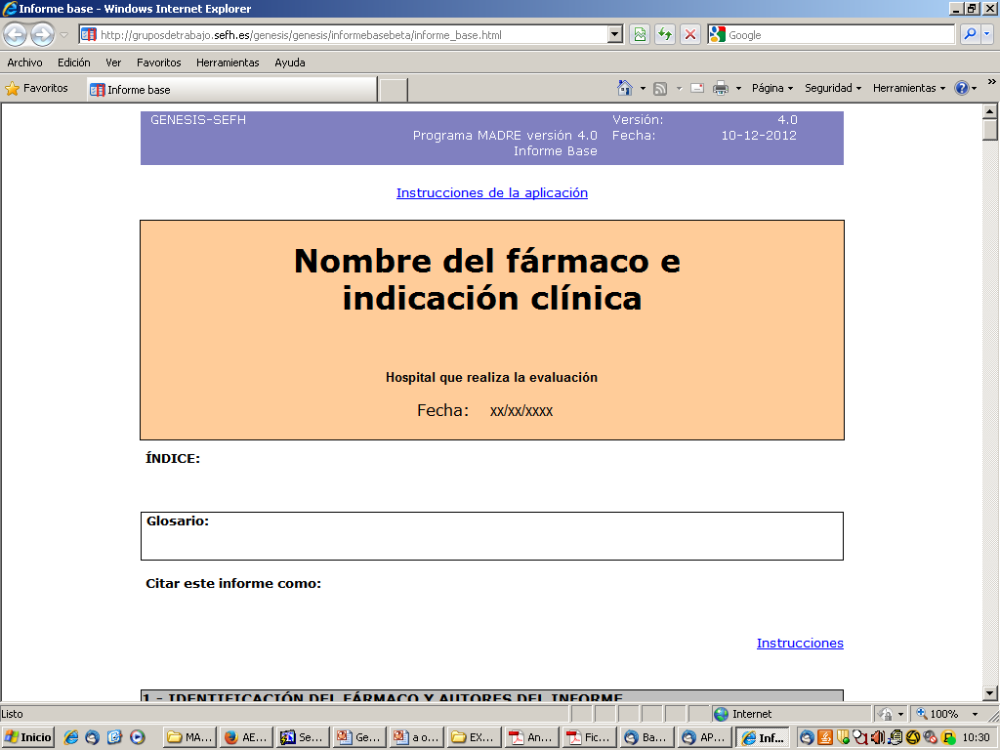 Informe base - Windows Internet Explorer
http://gruposdetrabajo.sefh.es/genesis/genesis/informebasebeta/informe_base.html
Google
Archivo Edición Ver Favoritos Herramientas Ayuda
Favoritos Informe base Página Seguridad Herramientas
GENESIS-SEFH Versión: 4.0
Programa MADRE versión 4.0 Fecha: 10-12-2012
Informe Base
Instrucciones de la aplicación
Nombre del fármaco e
indicación clínica
Hospital que realiza la evaluación
Fecha: xx/xx/xxxx
ÍNDICE:
Glosario:
Citar este informe como:
Instrucciones
1 - IDENTIFICACIÓN DEL FÁRMACO Y AUTORES DEL INFORME
Listo Internet 100%
Inicio MA... AE... Se... Ge... a o... EX... An... Fic... Ba... AP... Inf... 10:30